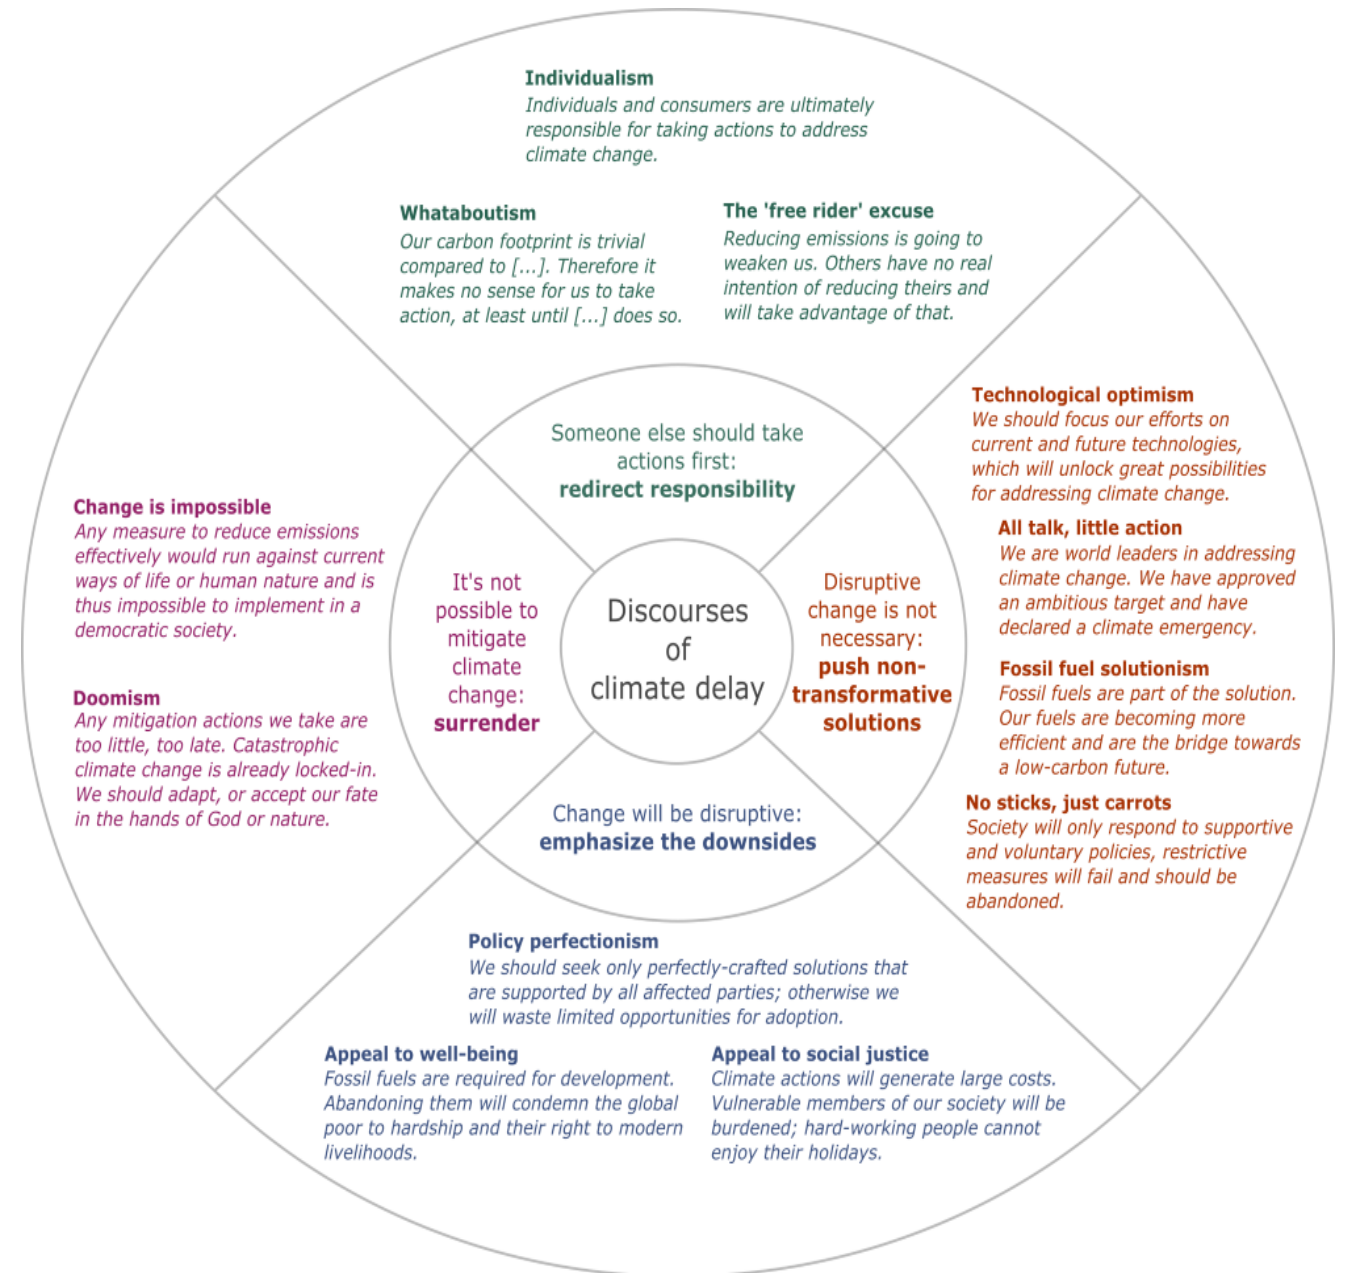 Individualism
Individuals and consumers are ultimately
responsible for taking actions to address
climate change.
Whataboutism
Our carbon footprint is trivial
compared to [...]. Therefore it
makes no sense for us to take
action, at least until [...] does so.
The 'free rider' excuse
Reducing emissions is going to
weaken us. Others have no real
intention of reducing theirs and
will take advantage of that.
Someone else should take
actions first:
redirect responsibility
Technological optimism
We should focus our efforts on
current and future technologies,
which will unlock great possibilities
for addressing climate change.
All talk, little action
We are world leaders in addressing
climate change. We have approved
an ambitious target and have
declared a climate emergency.
Fossil fuel solutionism
Fossil fuels are part of the solution.
Our fuels are becoming more
efficient and are the bridge towards
a low-carbon future.
No sticks, just carrots
Society will only respond to supportive
and voluntary policies, restrictive
measures will fail and should be
abandoned.
Disruptive
change is not
necessary:
push non-
transformative
solutions
Discourses
of
climate delay
It's not
possible to
mitigate
climate
change:
surrender
Change is impossible
Any measure to reduce emissions
effectively would run against current
ways of life or human nature and is
thus impossible to implement in a
democratic society.
Doomism
Any mitigation actions we take are
too little, too late. Catastrophic
climate change is already locked-in.
We should adapt, or accept our fate
in the hands of God or nature.
Change will be disruptive:
emphasize the downsides
Policy perfectionism
We should seek only perfectly-crafted solutions that
are supported by all affected parties; otherwise we
will waste limited opportunities for adoption.
Appeal to well-being
Fossil fuels are required for development.
Abandoning them will condemn the global
poor to hardship and their right to modern
livelihoods.
Appeal to social justice
Climate actions will generate large costs.
Vulnerable members of our society will be
burdened; hard-working people cannot
enjoy their holidays.